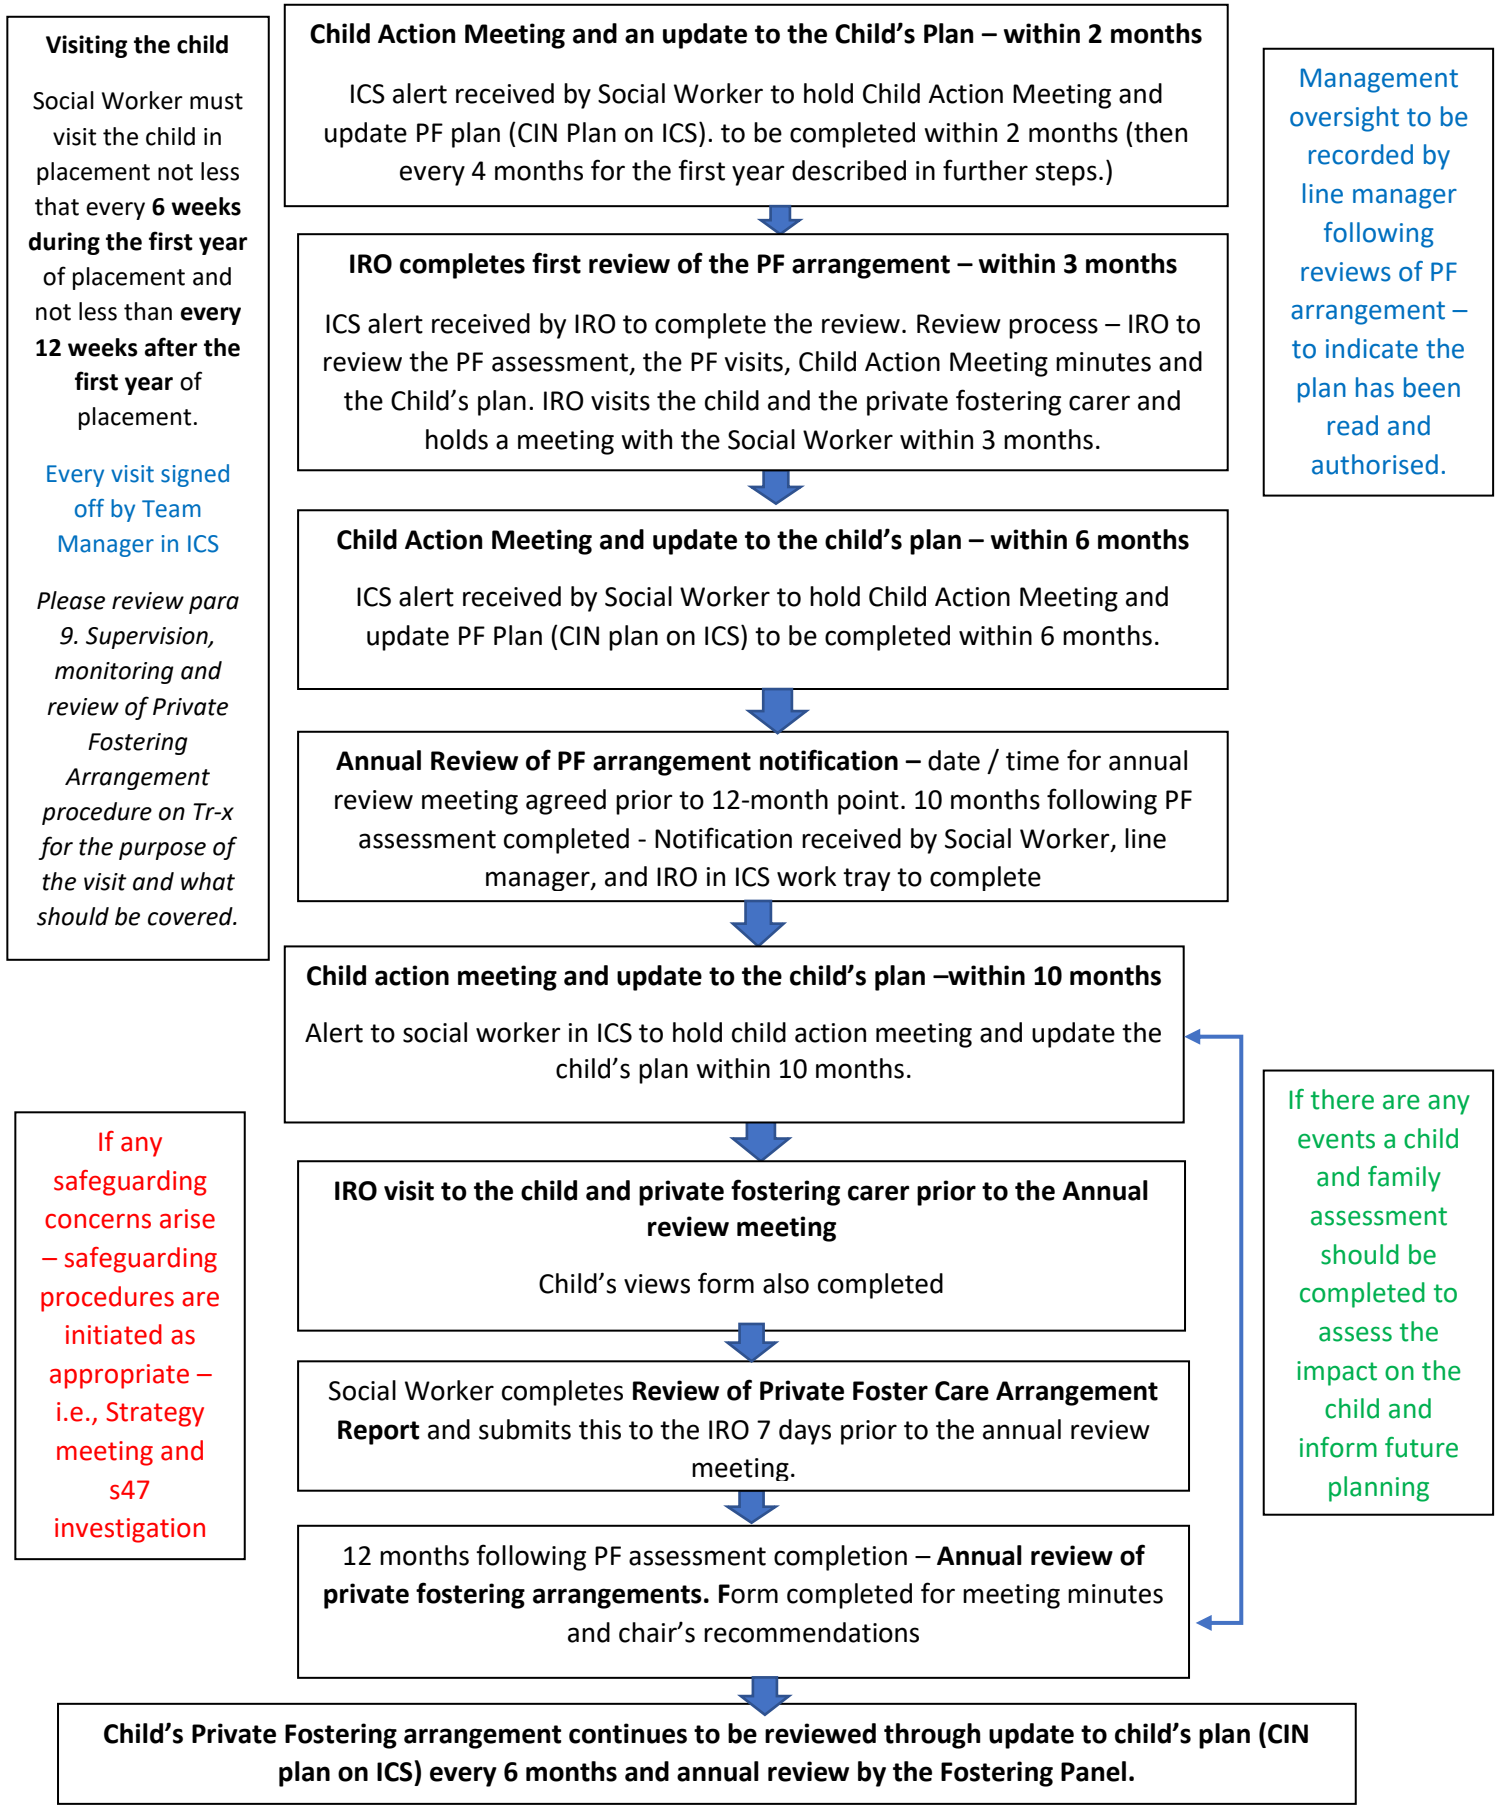 Visiting the child
Social Worker must
visit the child in
placement not less
that every 6 weeks
during the first year
of placement and
not less than every
12 weeks after the
first year of
placement.
Every visit signed
off by Team
Manager in ICS
Please review para
9. Supervision,
monitoring and
review of Private
Fostering
Arrangement
procedure on Tr-x
for the purpose of
the visit and what
should be covered.
Child Action Meeting and an update to the Child’s Plan – within 2 months
ICS alert received by Social Worker to hold Child Action Meeting and
update PF plan (CIN Plan on ICS). to be completed within 2 months (then
every 4 months for the first year described in further steps.)
Management
oversight to be
recorded by
line manager
following
reviews of PF
arrangement –
to indicate the
plan has been
read and
authorised.
IRO completes first review of the PF arrangement – within 3 months
ICS alert received by IRO to complete the review. Review process – IRO to
review the PF assessment, the PF visits, Child Action Meeting minutes and
the Child’s plan. IRO visits the child and the private fostering carer and
holds a meeting with the Social Worker within 3 months.
Child Action Meeting and update to the child’s plan – within 6 months
ICS alert received by Social Worker to hold Child Action Meeting and
update PF Plan (CIN plan on ICS) to be completed within 6 months.
Annual Review of PF arrangement notification – date / time for annual
review meeting agreed prior to 12-month point. 10 months following PF
assessment completed - Notification received by Social Worker, line
manager, and IRO in ICS work tray to complete
Child action meeting and update to the child’s plan –within 10 months
Alert to social worker in ICS to hold child action meeting and update the
child’s plan within 10 months.
If any
safeguarding
concerns arise
– safeguarding
procedures are
initiated as
appropriate –
i.e., Strategy
meeting and
s47
investigation
IRO visit to the child and private fostering carer prior to the Annual
review meeting
Child’s views form also completed
If there are any
events a child
and family
assessment
should be
completed to
assess the
impact on the
child and
inform future
planning
Social Worker completes Review of Private Foster Care Arrangement
Report and submits this to the IRO 7 days prior to the annual review
meeting.
12 months following PF assessment completion – Annual review of
private fostering arrangements. Form completed for meeting minutes
and chair’s recommendations
Child’s Private Fostering arrangement continues to be reviewed through update to child’s plan (CIN
plan on ICS) every 6 months and annual review by the Fostering Panel.